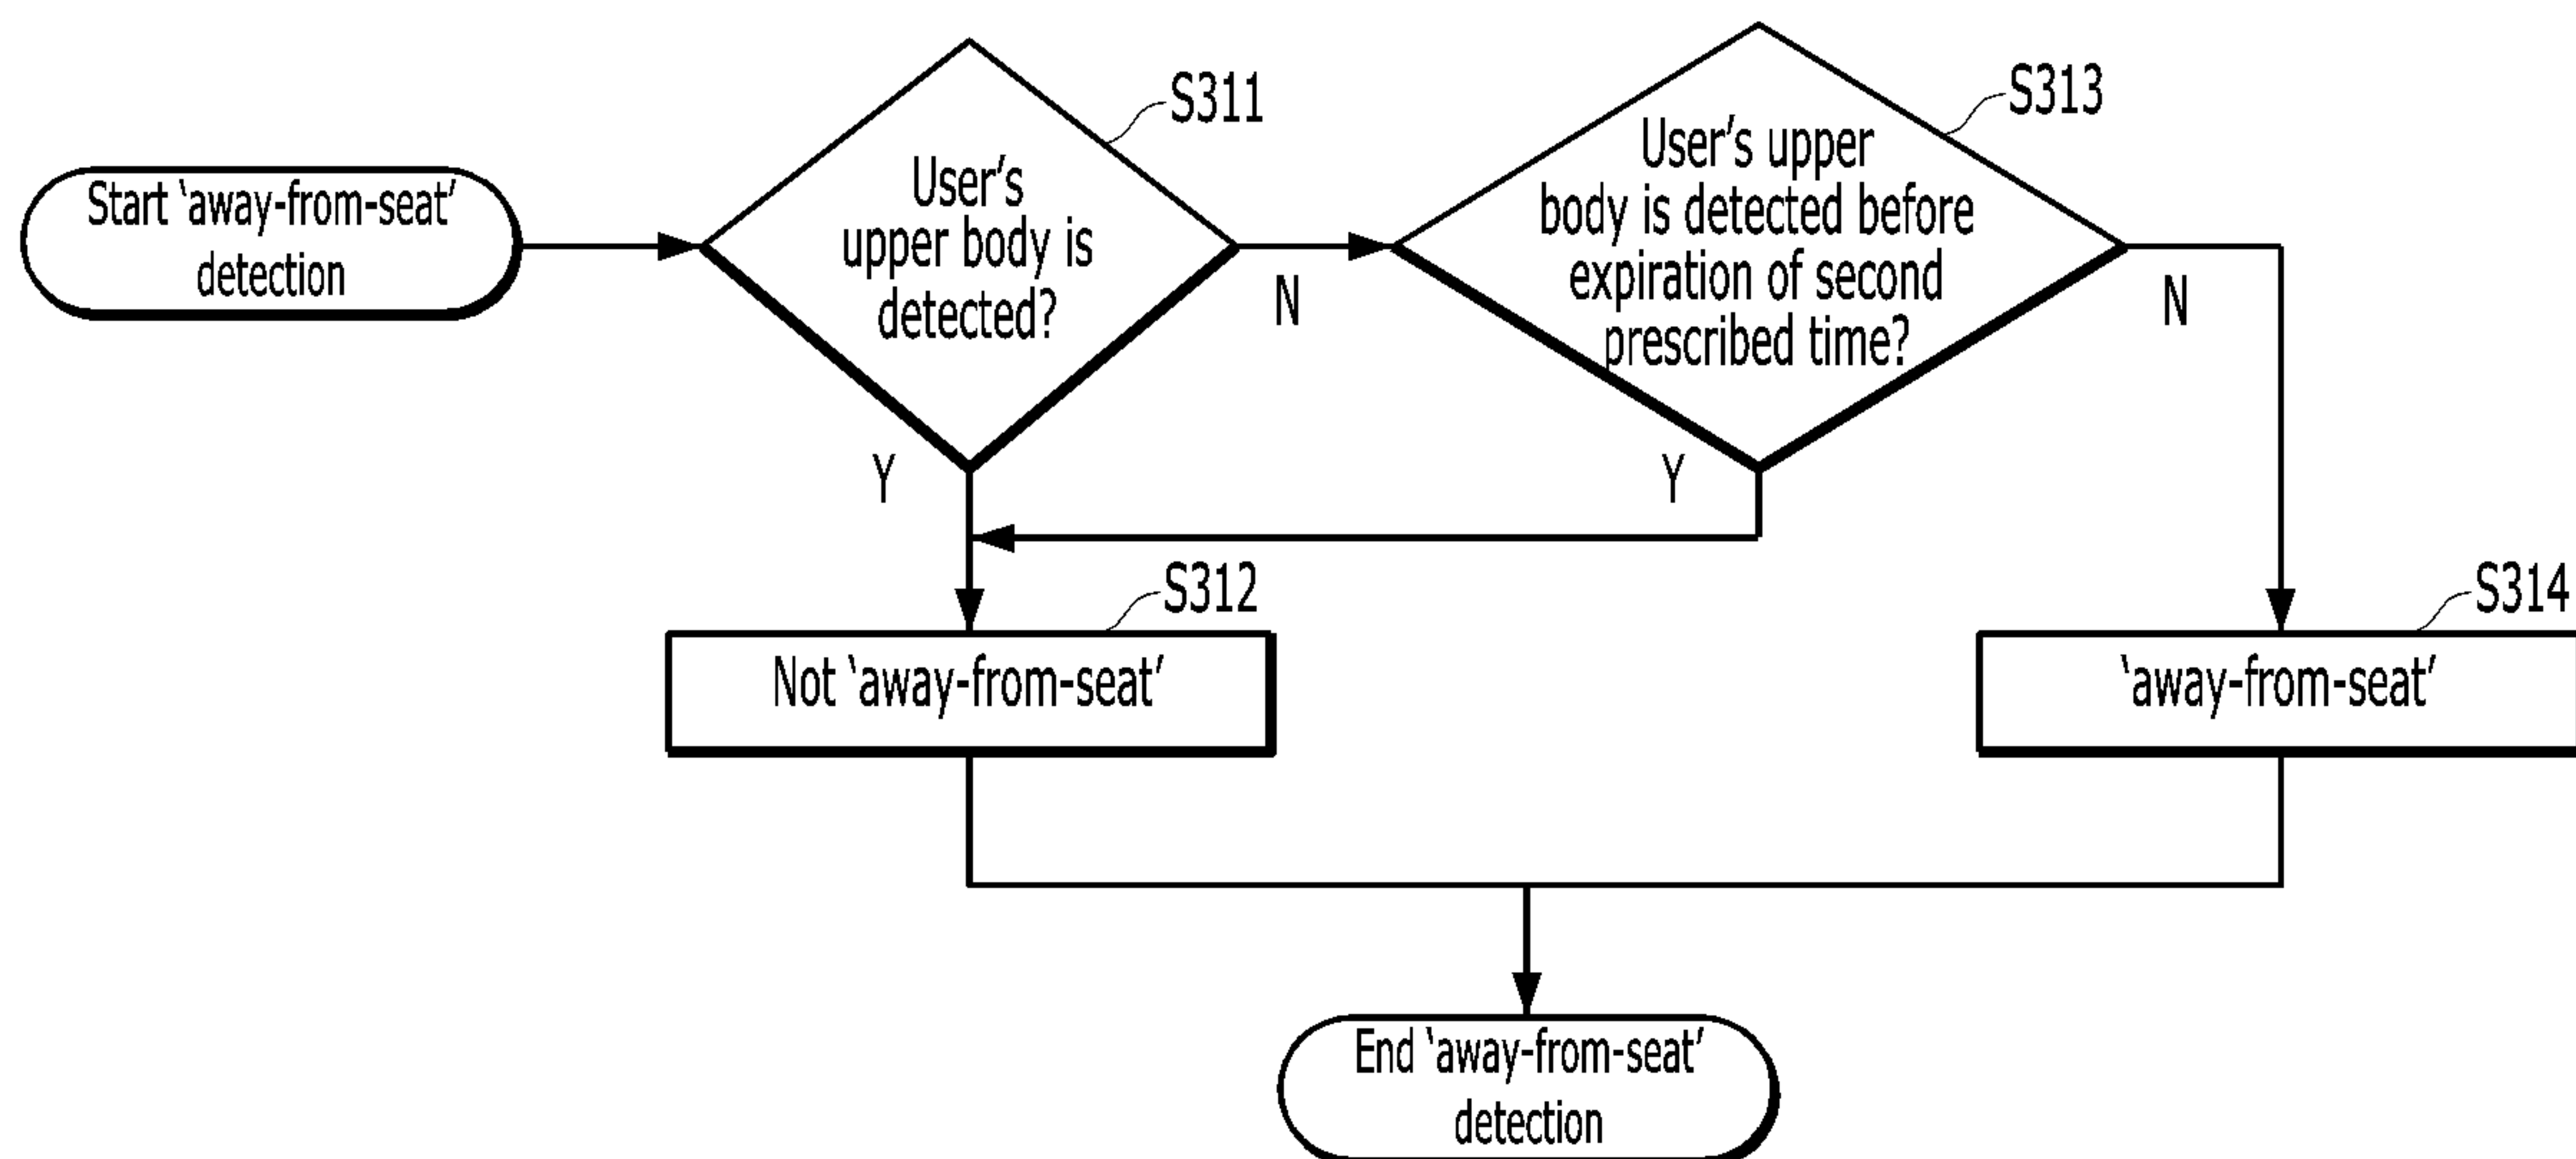 S311
S313
Start ‘away-from-seat’
detection
User’s
upper body is
detected?
N
User’s upper
body is detected before
expiration of second
prescribed time?
N
Y
Y
S312
S314
Not ‘away-from-seat’
‘away-from-seat’
End ‘away-from-seat’
detection